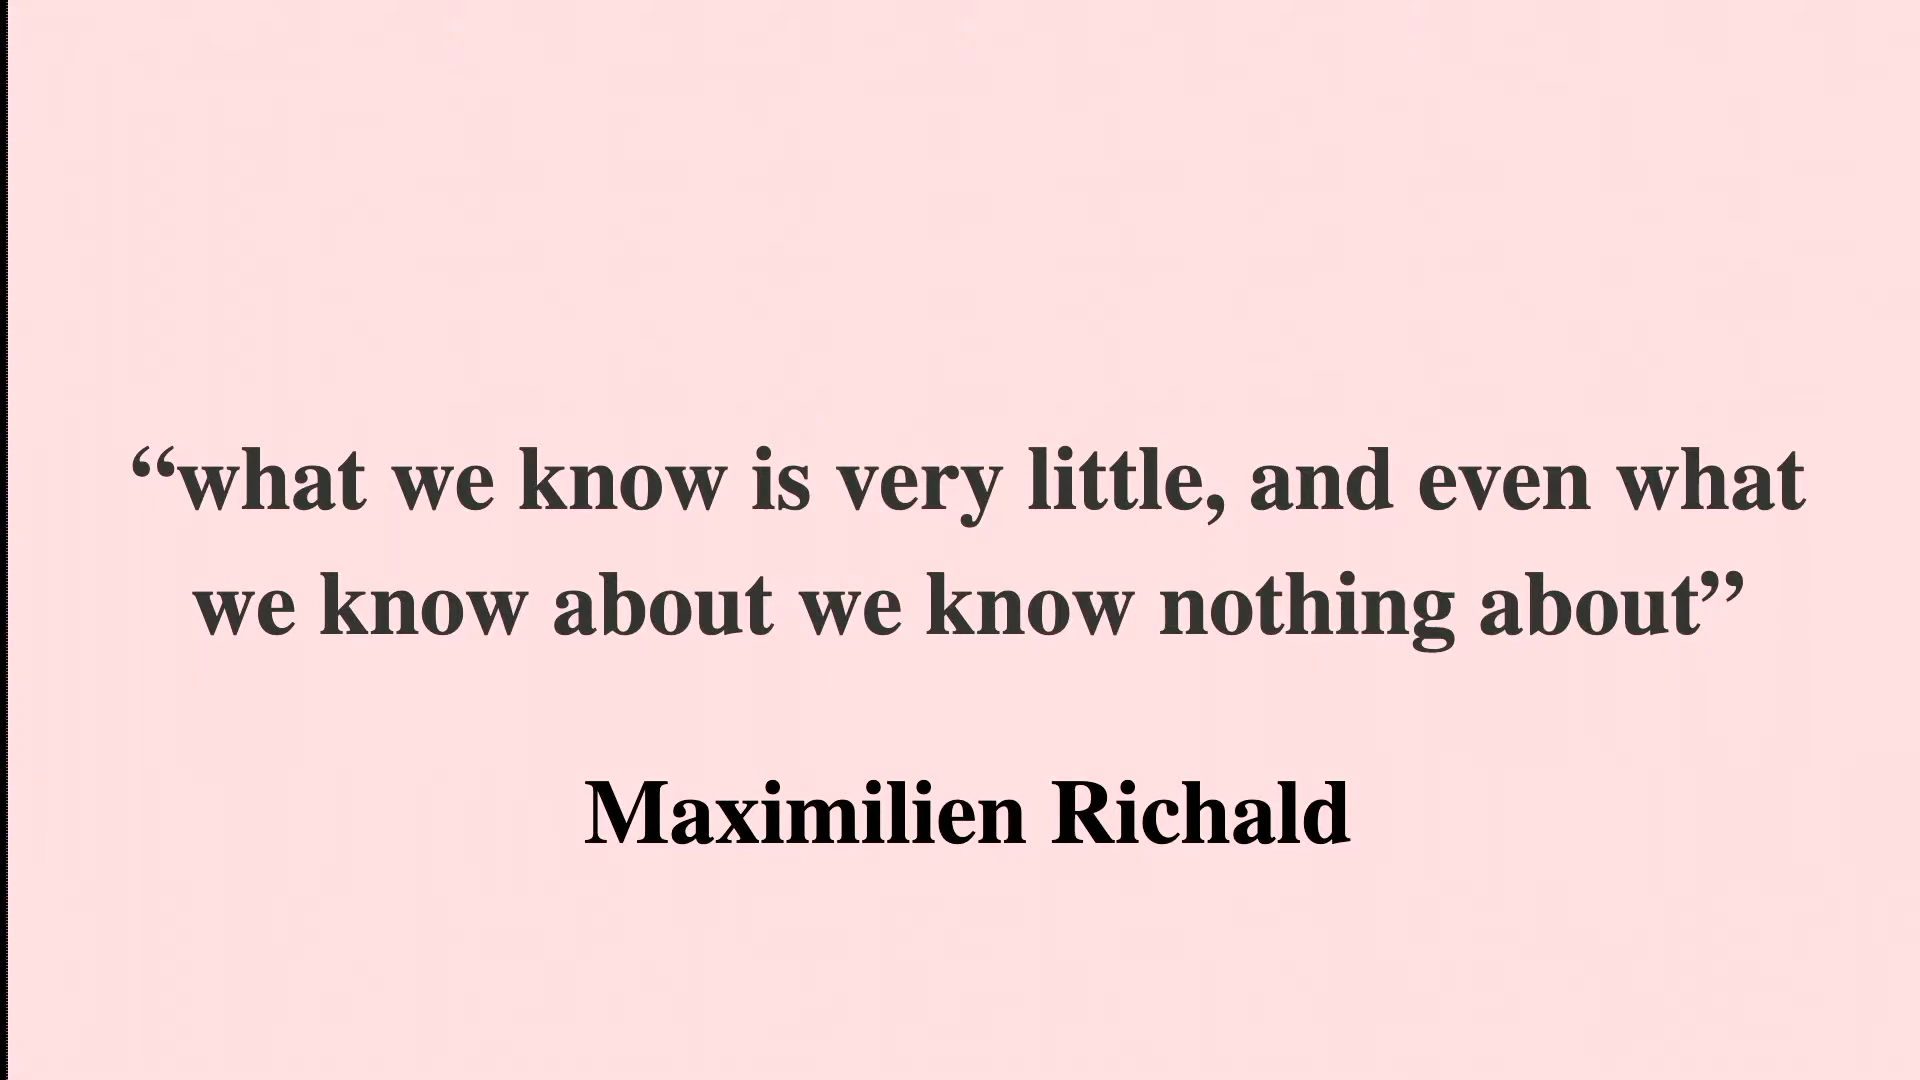 “what we know is very little, and even what
we know about we know nothing about”
Maximilien Richald